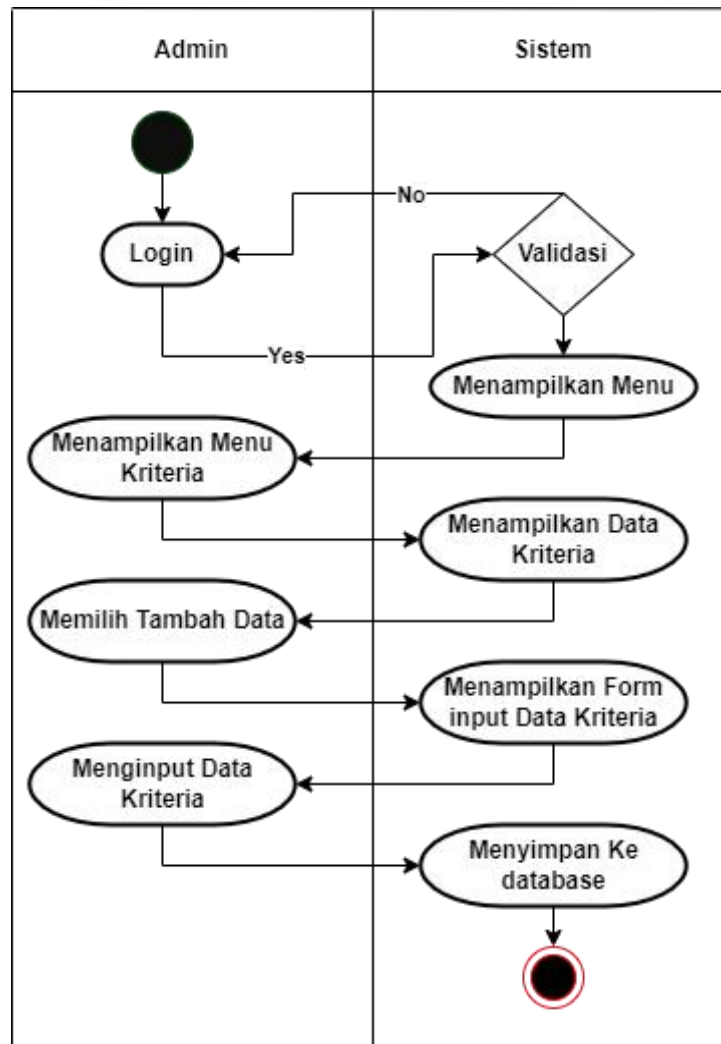 Admin
Sistem
No
Login
Validasi
Yes
Menampilkan Menu
Menampilkan Menu
Kriteria
Menampilkan Data
Kriteria
Memilih Tambah Data
Menampilkan Form
input Data Kriteria
Menginput Data
Kriteria
Menyimpan Ke
database